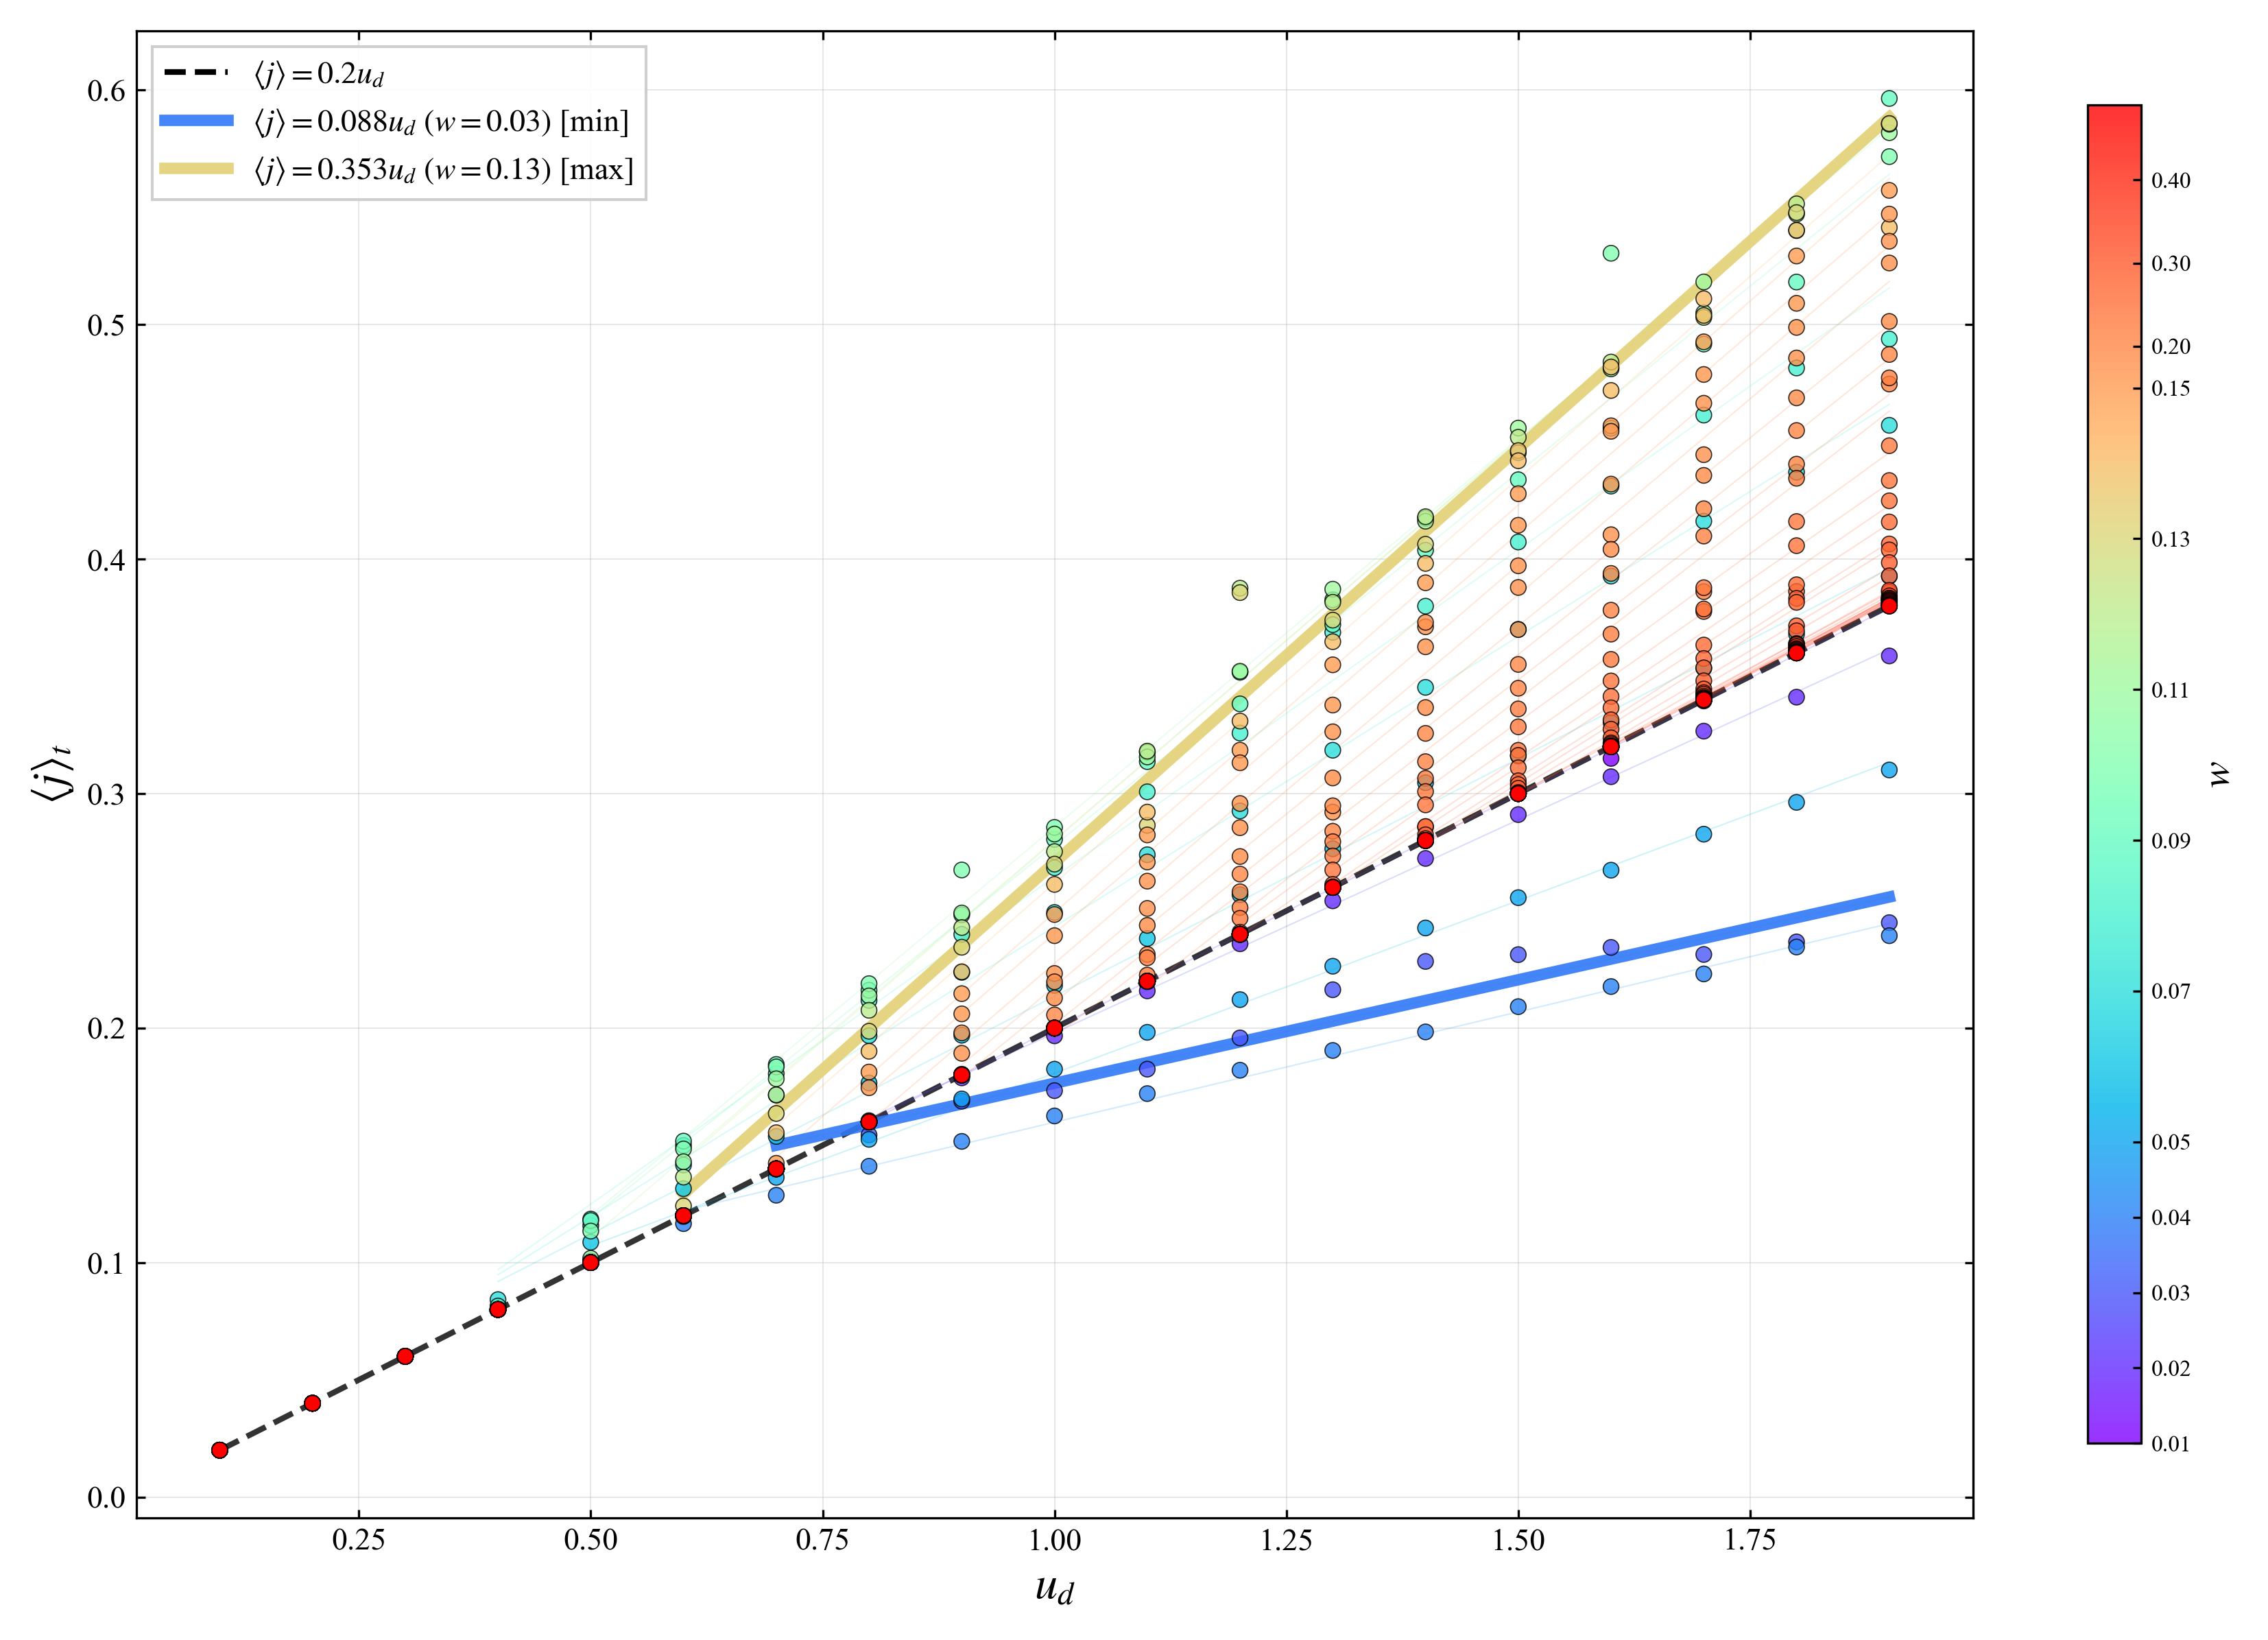 ⟨j⟩ = 0.2u_d
⟨j⟩ = 0.088u_d (w = 0.03) [min]
⟨j⟩ = 0.353u_d (w = 0.13) [max]
0.6
0.5
0.4
0.3
0.2
0.1
0.0
⟨j⟩_t
0.25 0.50 0.75 1.00 1.25 1.50 1.75
u_d
0.40
0.30
0.20
0.15
0.13
0.11
0.09
0.07
0.05
0.04
0.03
0.02
0.01
w